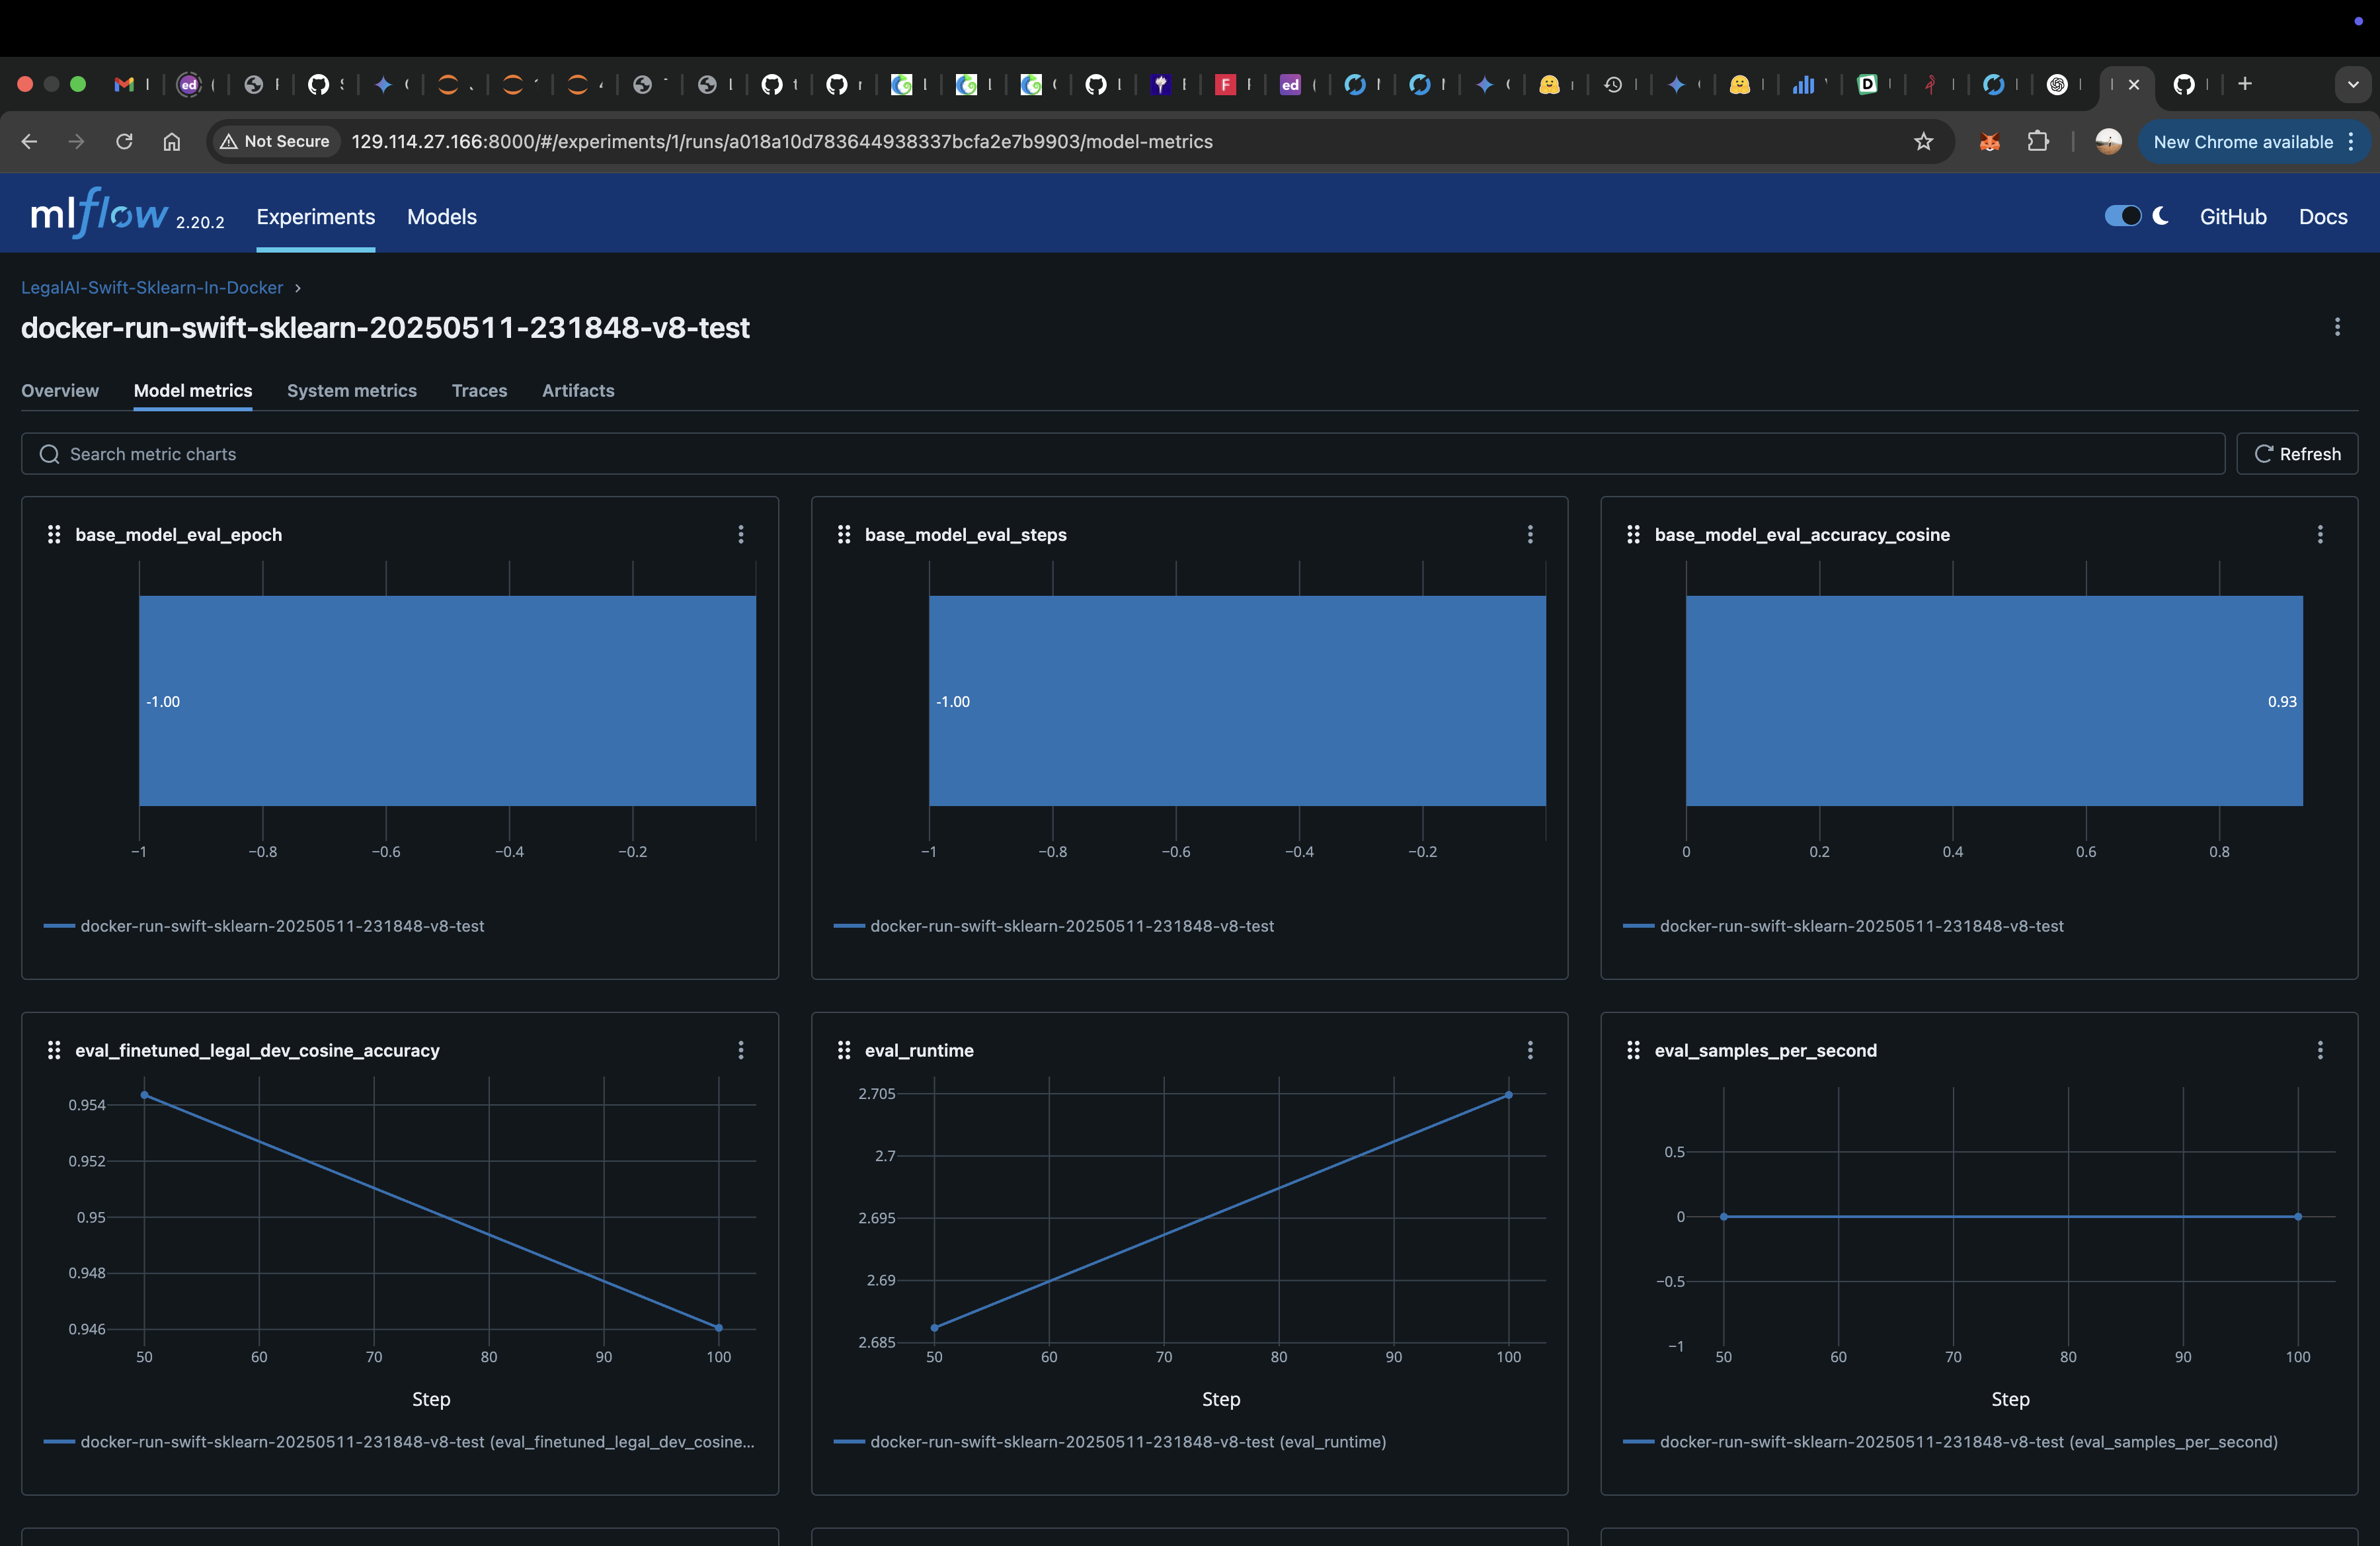 Not Secure 129.114.27.166:8000/#/experiments/1/runs/a018a10d783644938337bcfa2e7b9903/model-metrics New Chrome available
mlflow 2.20.2 Experiments Models GitHub Docs
LegalAI-Swift-Sklearn-In-Docker
docker-run-swift-sklearn-20250511-231848-v8-test
Overview Model metrics System metrics Traces Artifacts
Search metric charts Refresh
base_model_eval_epoch
-1.00
−1 −0.8 −0.6 −0.4 −0.2
docker-run-swift-sklearn-20250511-231848-v8-test
base_model_eval_steps
-1.00
−1 −0.8 −0.6 −0.4 −0.2
docker-run-swift-sklearn-20250511-231848-v8-test
base_model_eval_accuracy_cosine
0.93
0 0.2 0.4 0.6 0.8
docker-run-swift-sklearn-20250511-231848-v8-test
eval_finetuned_legal_dev_cosine_accuracy
0.954
0.952
0.95
0.948
0.946
50 60 70 80 90 100
Step
docker-run-swift-sklearn-20250511-231848-v8-test (eval_finetuned_legal_dev_cosine...
eval_runtime
2.705
2.7
2.695
2.69
2.685
50 60 70 80 90 100
Step
docker-run-swift-sklearn-20250511-231848-v8-test (eval_runtime)
eval_samples_per_second
0.5
0
−0.5
−1
50 60 70 80 90 100
Step
docker-run-swift-sklearn-20250511-231848-v8-test (eval_samples_per_second)